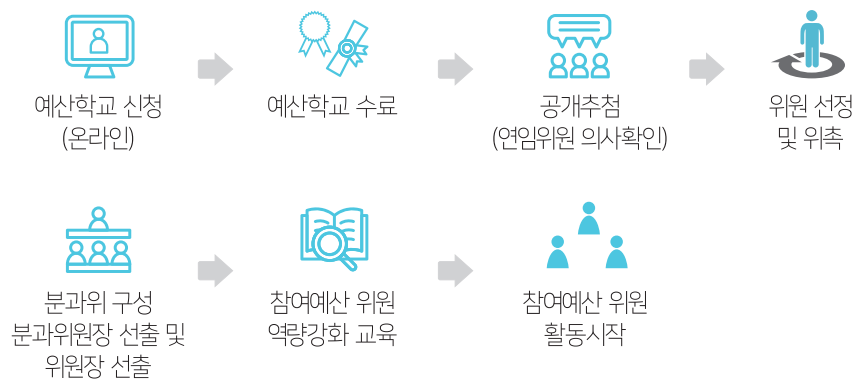 예산학교 신청
(온라인)
예산학교 수료
공개추첨
(연임위원 의사확인)
위원 선정
및 위촉
분과위 구성
분과위원장 선출 및
위원장 선출
참여예산 위원
역량강화 교육
참여예산 위원
활동시작